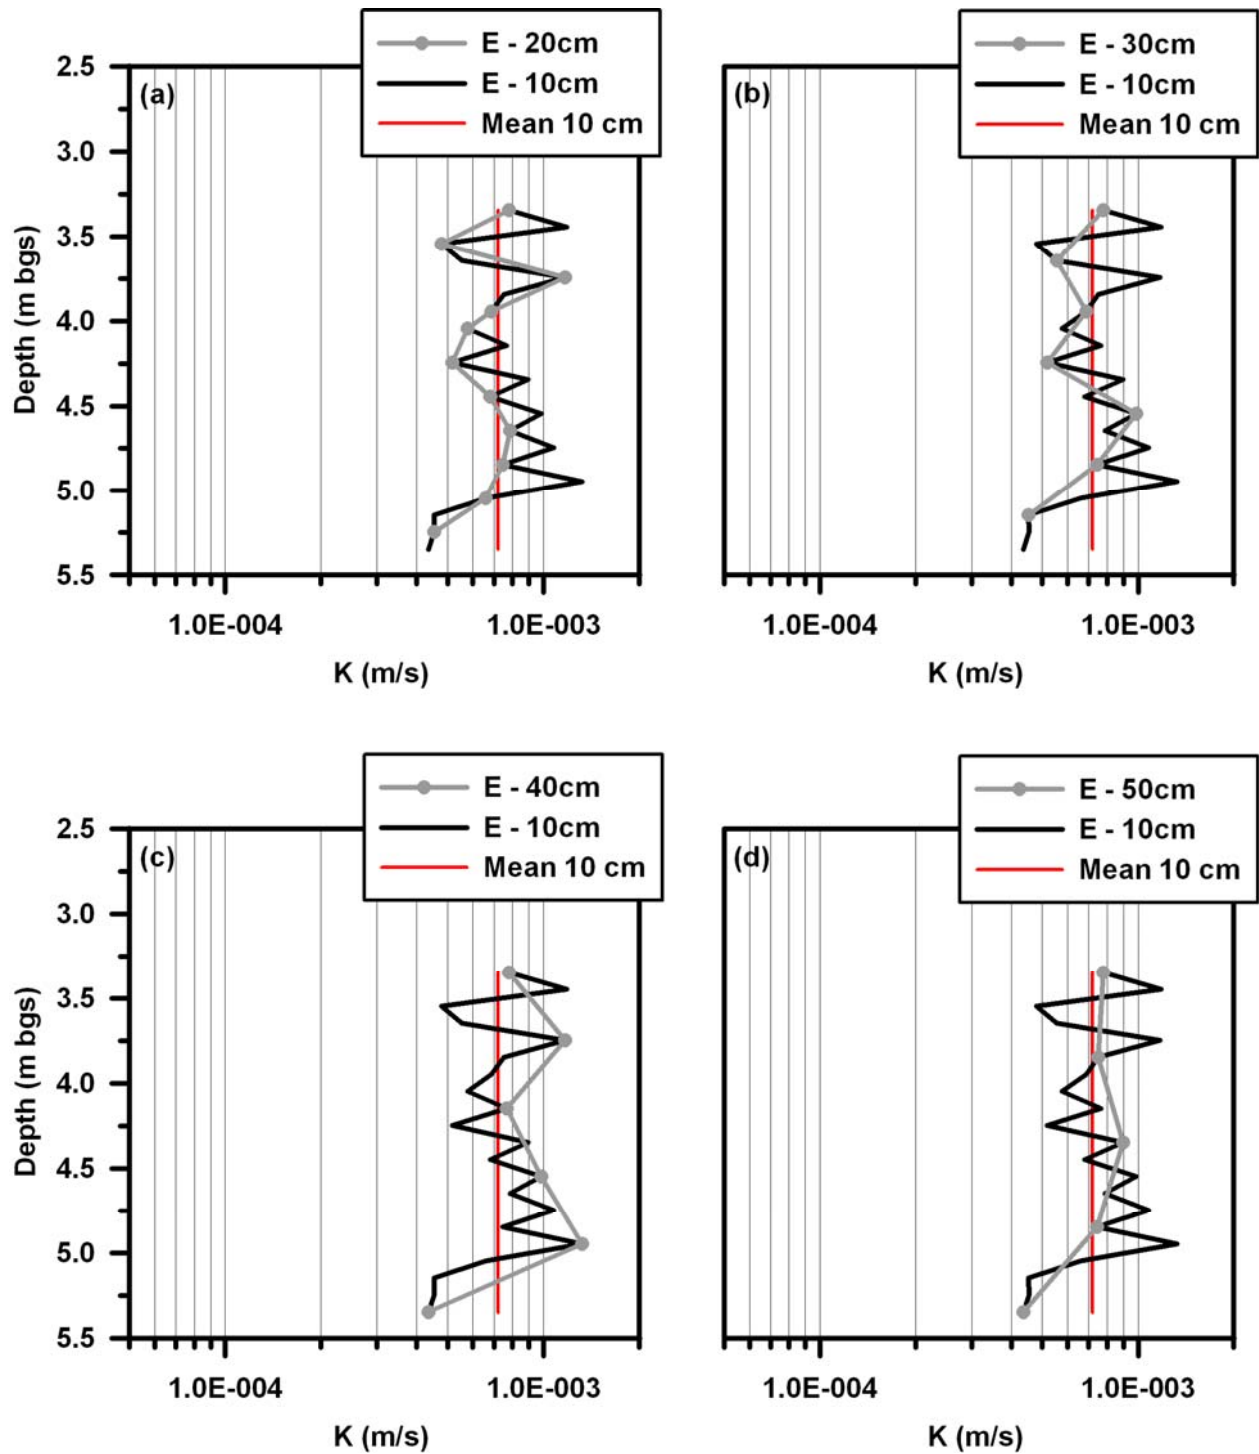 E - 20cm
E - 10cm
Mean 10 cm
(a)
2.5
3.0
3.5
4.0
4.5
5.0
5.5
Depth (m bgs)
1.0E-004
1.0E-003
K (m/s)
E - 30cm
E - 10cm
Mean 10 cm
(b)
1.0E-004
1.0E-003
K (m/s)
E - 40cm
E - 10cm
Mean 10 cm
(c)
2.5
3.0
3.5
4.0
4.5
5.0
5.5
Depth (m bgs)
1.0E-004
1.0E-003
K (m/s)
E - 50cm
E - 10cm
Mean 10 cm
(d)
1.0E-004
1.0E-003
K (m/s)